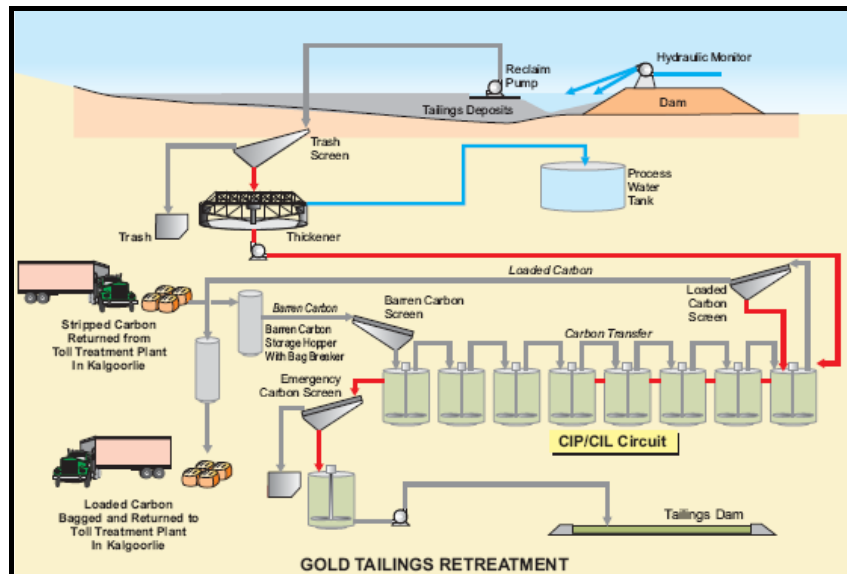 Hydraulic Monitor
Reclaim
Pump
Tailings Deposits
Dam
Trash
Screen
Process
Water
Tank
Trash
Thickener
Loaded Carbon
Loaded
Carbon
Screen
Stripped Carbon
Returned from
Toll Treatment Plant
In Kalgoorlie
Barren Carbon
Barren Carbon
Storage Hopper
With Bag Breaker
Barren Carbon
Screen
Carbon Transfer
Emergency
Carbon Screen
CIP/CIL Circuit
Loaded Carbon
Bagged and Returned to
Toll Treatment Plant
In Kalgoorlie
Tailings Dam
GOLD TAILINGS RETREATMENT